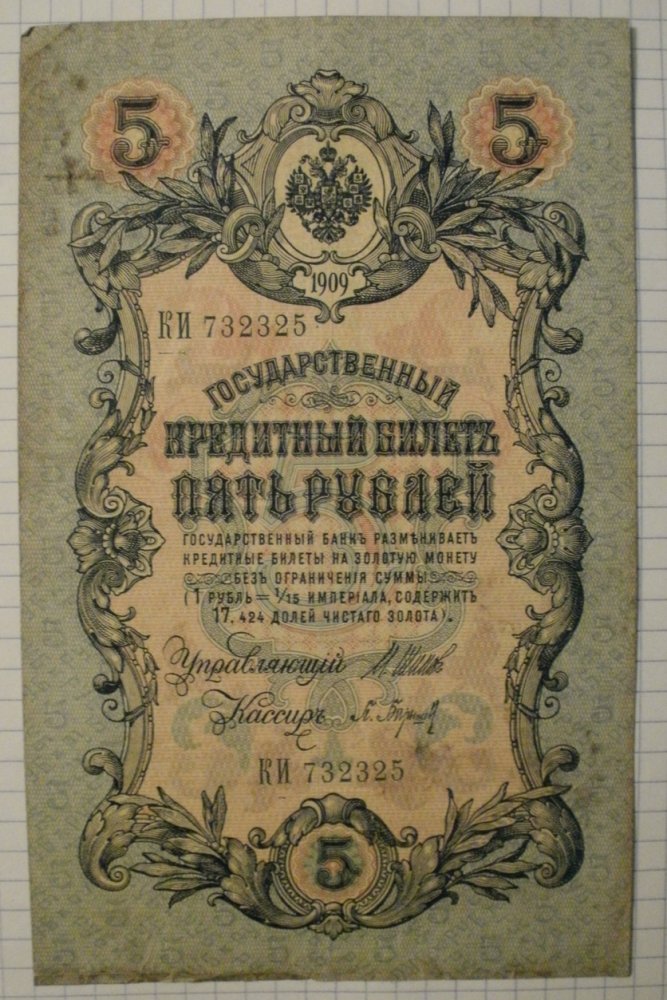 5 5
1909
КИ 732325
ГОСУДАРСТВЕННЫЙ
КРЕДИТНЫЙ БИЛЕТЪ
ПЯТЬ РУБЛЕЙ
ГОСУДАРСТВЕННЫЙ БАНКЪ РАЗМѢНИВАЕТЪ
КРЕДИТНЫЕ БИЛЕТЫ НА ЗОЛОТУЮ МОНЕТУ
БЕЗЪ ОГРАНИЧЕНІЯ СУММЫ
(1 РУБЛЬ = 1/15 ИМПЕРІАЛА, СОДЕРЖИТЪ
17,424 ДОЛЕЙ ЧИСТАГО ЗОЛОТА).
Управляющій
Кассиръ
КИ 732325
5